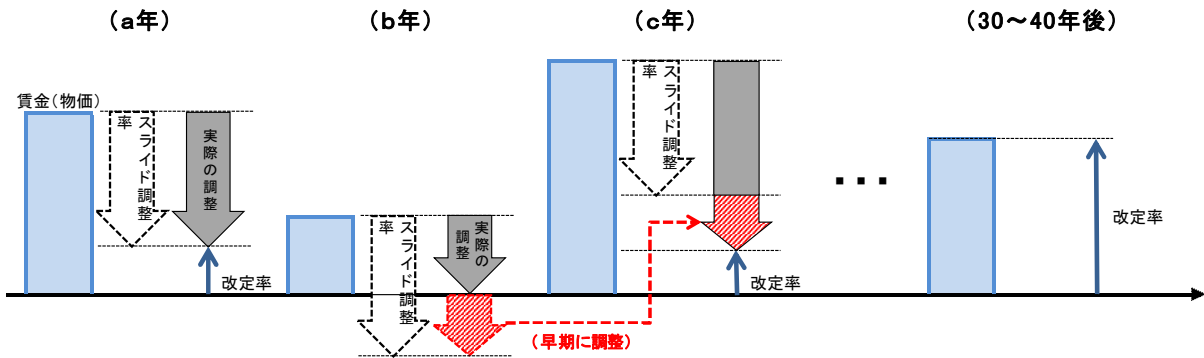 （a年）
（b年）
（c年）
（30～40年後）
賃金（物価）
スライド調整
率
実際の調整
改定率
スライド調整
率
実際の
調整
（早期に調整）
スライド調整
率
改定率
・・・
改定率